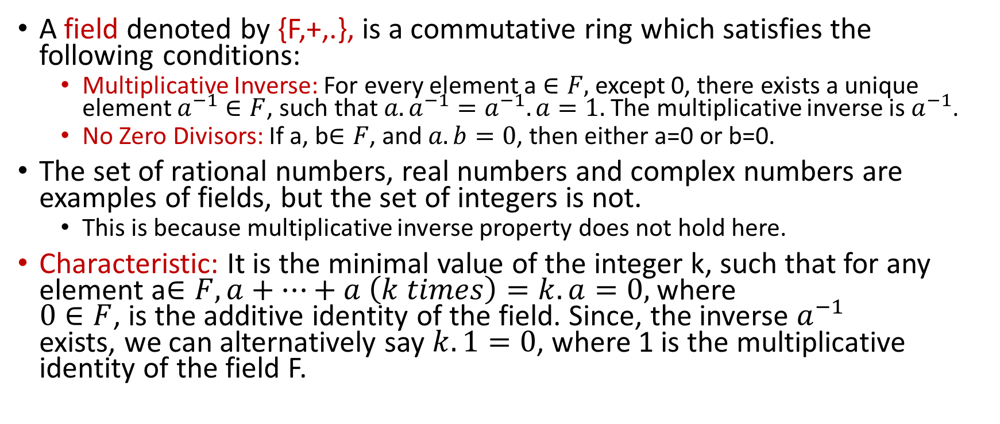 • A field denoted by {F,+,.}, is a commutative ring which satisfies the
following conditions:
• Multiplicative Inverse: For every element a ∈ 𝐹, except 0, there exists a unique
element 𝑎⁻¹ ∈ 𝐹, such that 𝑎. 𝑎⁻¹ = 𝑎⁻¹. 𝑎 = 1. The multiplicative inverse is 𝑎⁻¹.
• No Zero Divisors: If a, b∈ 𝐹, and 𝑎. 𝑏 = 0, then either a=0 or b=0.
• The set of rational numbers, real numbers and complex numbers are
examples of fields, but the set of integers is not.
• This is because multiplicative inverse property does not hold here.
• Characteristic: It is the minimal value of the integer k, such that for any
element a∈ 𝐹, 𝑎 + ⋯ + 𝑎 (𝑘 𝑡𝑖𝑚𝑒𝑠) = 𝑘. 𝑎 = 0, where
0 ∈ 𝐹, is the additive identity of the field. Since, the inverse 𝑎⁻¹
exists, we can alternatively say 𝑘. 1 = 0, where 1 is the multiplicative
identity of the field F.